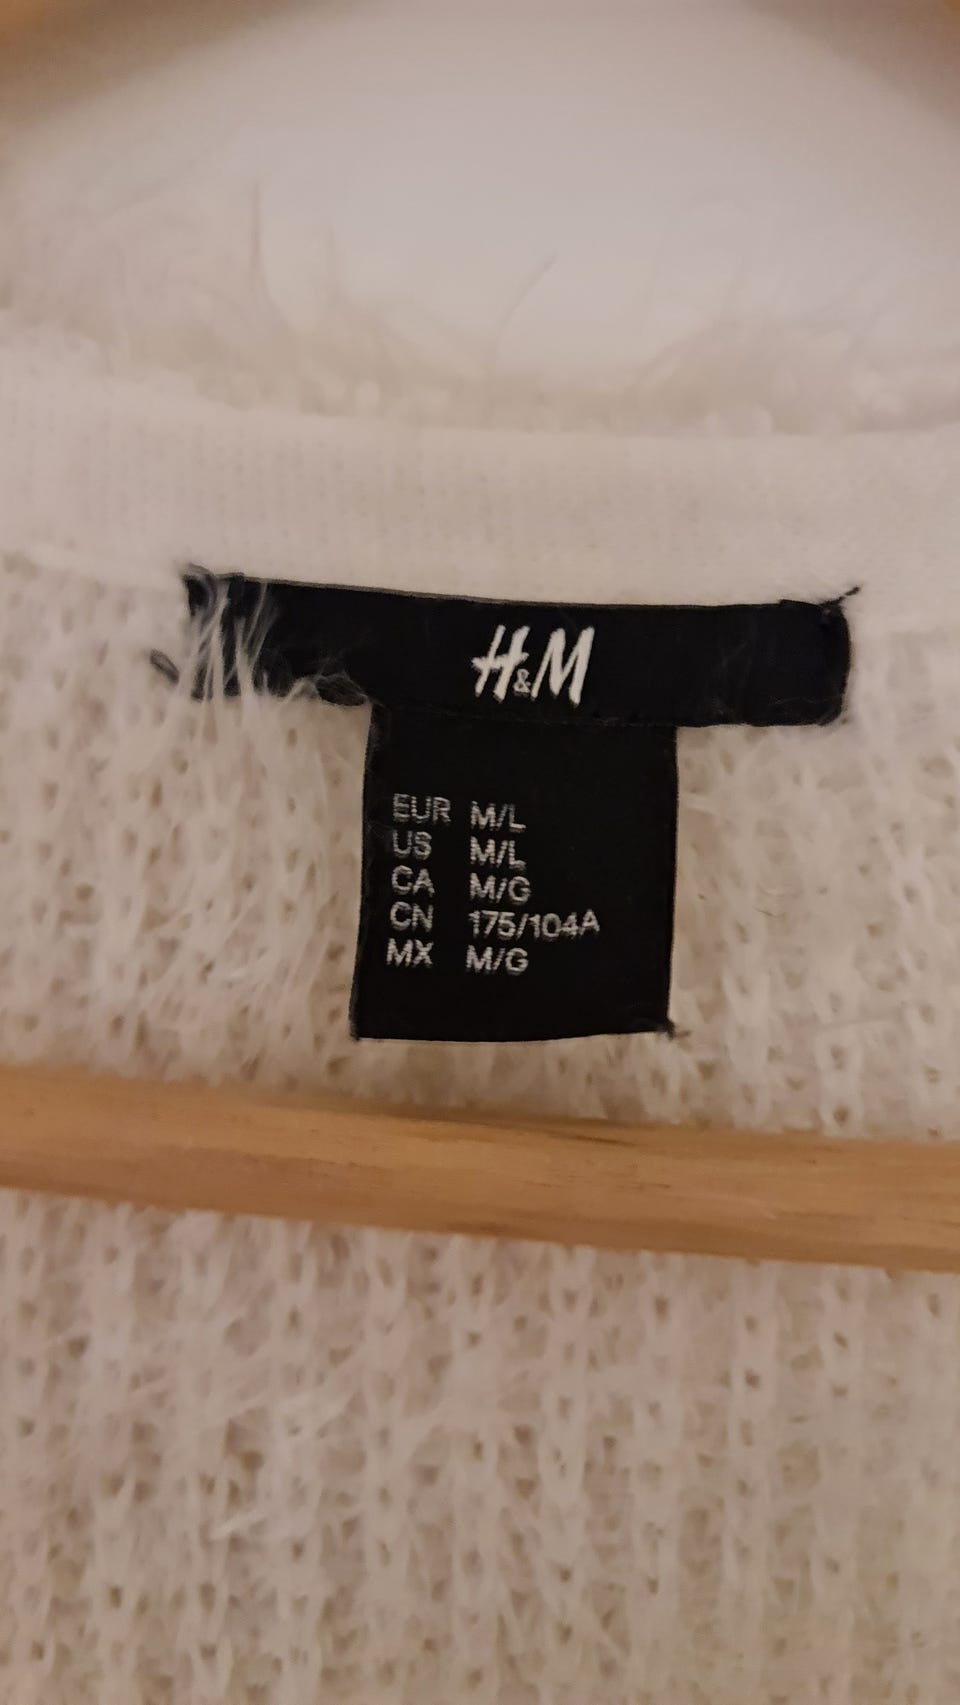 H&M
EUR M/L
US M/L
CA M/G
CN 175/104A
MX M/G